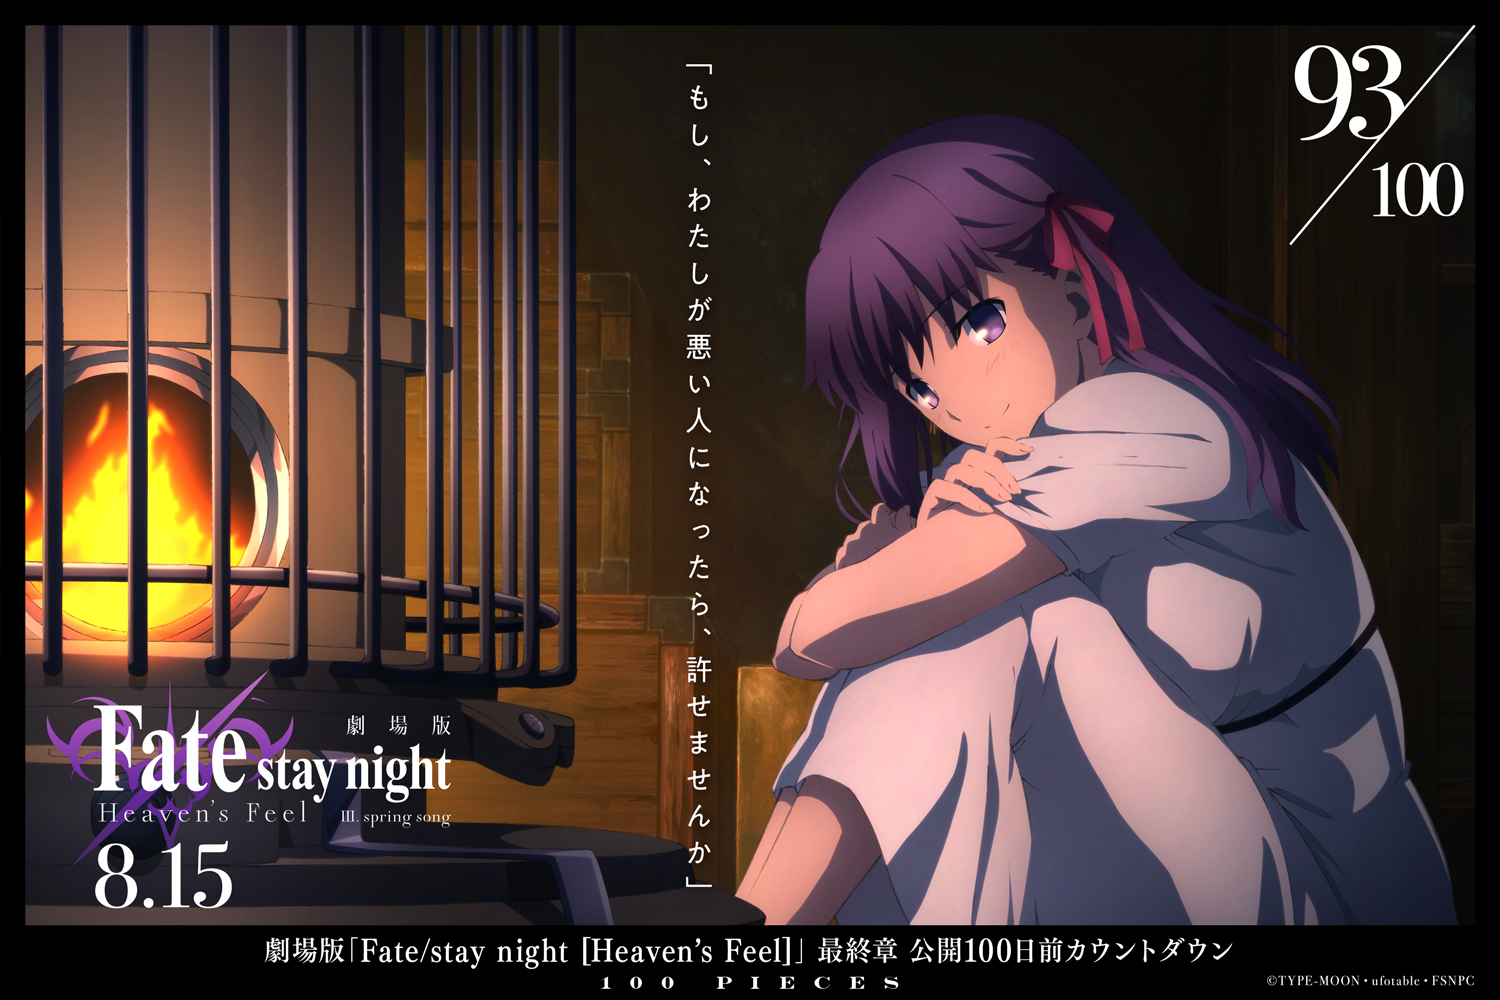 93/100
「もし、わたしが悪い人になったら、許せませんか」
劇場版
Fate
stay night
Heaven's Feel
III. spring song
8.15
劇場版「Fate/stay night [Heaven's Feel]」 最終章 公開100日前カウントダウン
100 PIECES
©TYPE-MOON・ufotable・FSNPC